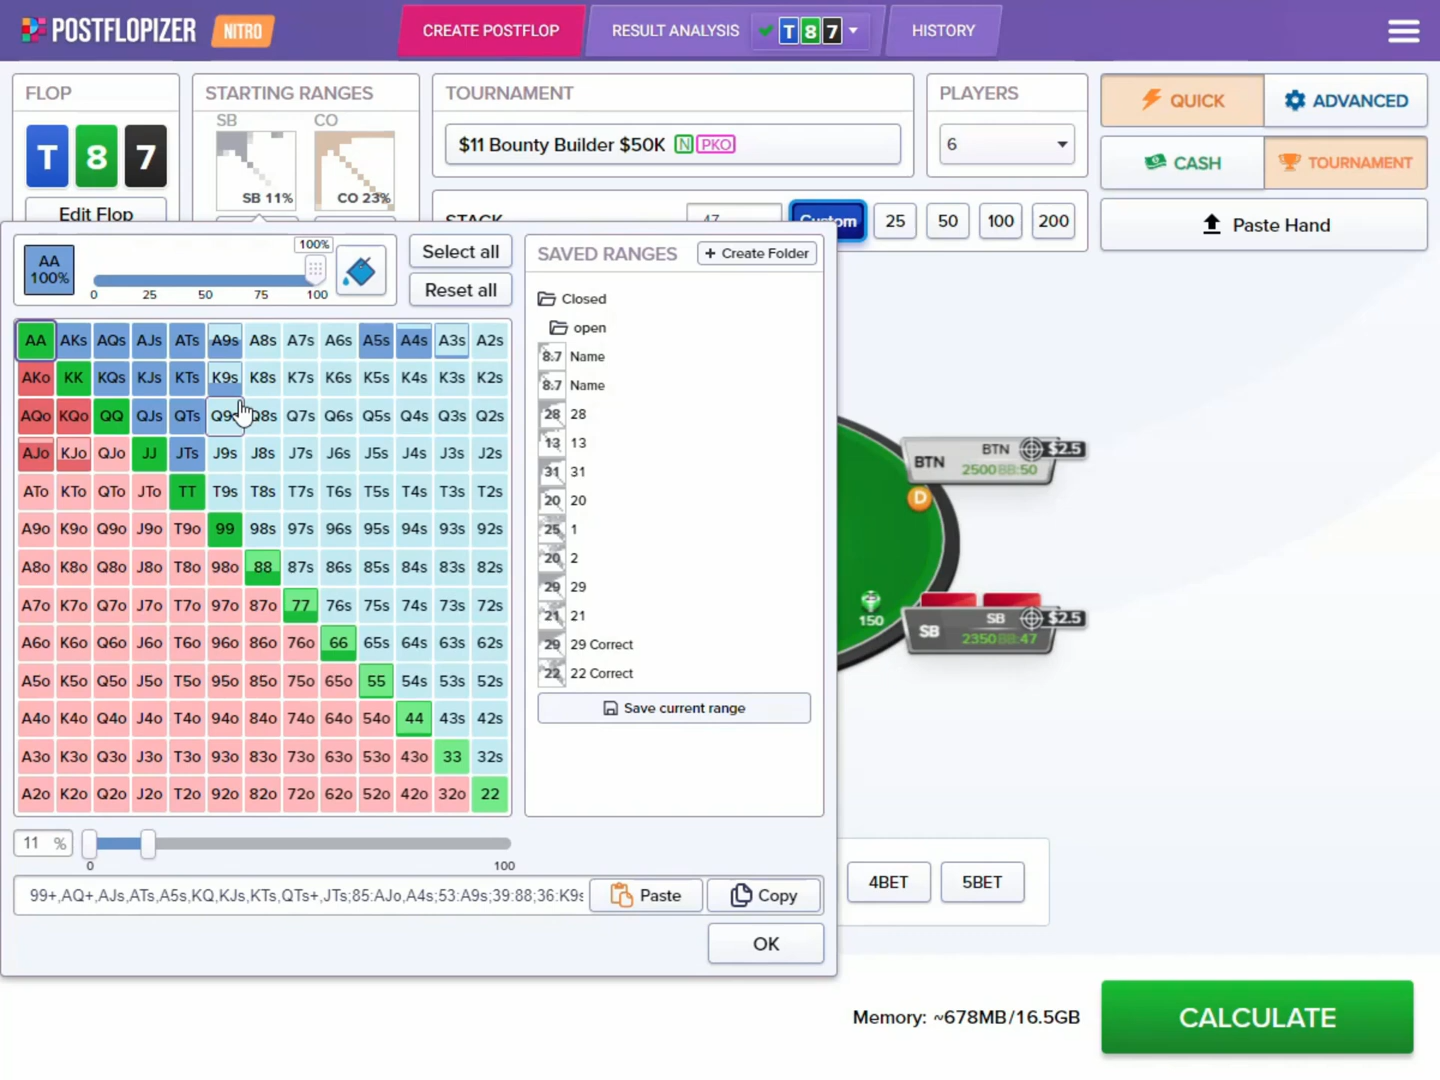 POSTFLOPIZER NITRO CREATE POSTFLOP RESULT ANALYSIS T 8 7 HISTORY
FLOP STARTING RANGES TOURNAMENT PLAYERS QUICK ADVANCED
SB CO
T 8 7 $11 Bounty Builder $50K N PKO 6 CASH TOURNAMENT
SB 11% CO 23%
Edit Flop STACK 47 Custom 25 50 100 200 Paste Hand
AA 100% 100% Select all SAVED RANGES + Create Folder
0 25 50 75 100 Reset all
AA AKs AQs AJs ATs A9s A8s A7s A6s A5s A4s A3s A2s
AKo KK KQs KJs KTs K9s K8s K7s K6s K5s K4s K3s K2s
AQo KQo QQ QJs QTs Q8s Q7s Q6s Q5s Q4s Q3s Q2s
AJo KJo QJo JJ JTs J9s J8s J7s J6s J5s J4s J3s J2s
ATo KTo QTo JTo TT T9s T8s T7s T6s T5s T4s T3s T2s
A9o K9o Q9o J9o T9o 99 98s 97s 96s 95s 94s 93s 92s
A8o K8o Q8o J8o T8o 98o 88 87s 86s 85s 84s 83s 82s
A7o K7o Q7o J7o T7o 97o 87o 77 76s 75s 74s 73s 72s
A6o K6o Q6o J6o T6o 96o 86o 76o 66 65s 64s 63s 62s
A5o K5o Q5o J5o T5o 95o 85o 75o 65o 55 54s 53s 52s
A4o K4o Q4o J4o T4o 94o 84o 74o 64o 54o 44 43s 42s
A3o K3o Q3o J3o T3o 93o 83o 73o 63o 53o 43o 33 32s
A2o K2o Q2o J2o T2o 92o 82o 72o 62o 52o 42o 32o 22
Closed
open
8.7 Name
8.7 Name
28 28
13 13
31 31
20 20
25 1
20 2
29 29
21 21
29 29 Correct
22 22 Correct
Save current range
BTN BTN $2.5
2500 BB:50
D
150
SB SB $2.5
2350 BB:47
11 %
0 100
99+,AQ+,AJs,ATs,A5s,KQ,KJs,KTs,QTs+,JTs;85:AJo,A4s;53:A9s;39:88;36:K9s Paste Copy
4BET 5BET
OK
Memory: ~678MB/16.5GB CALCULATE